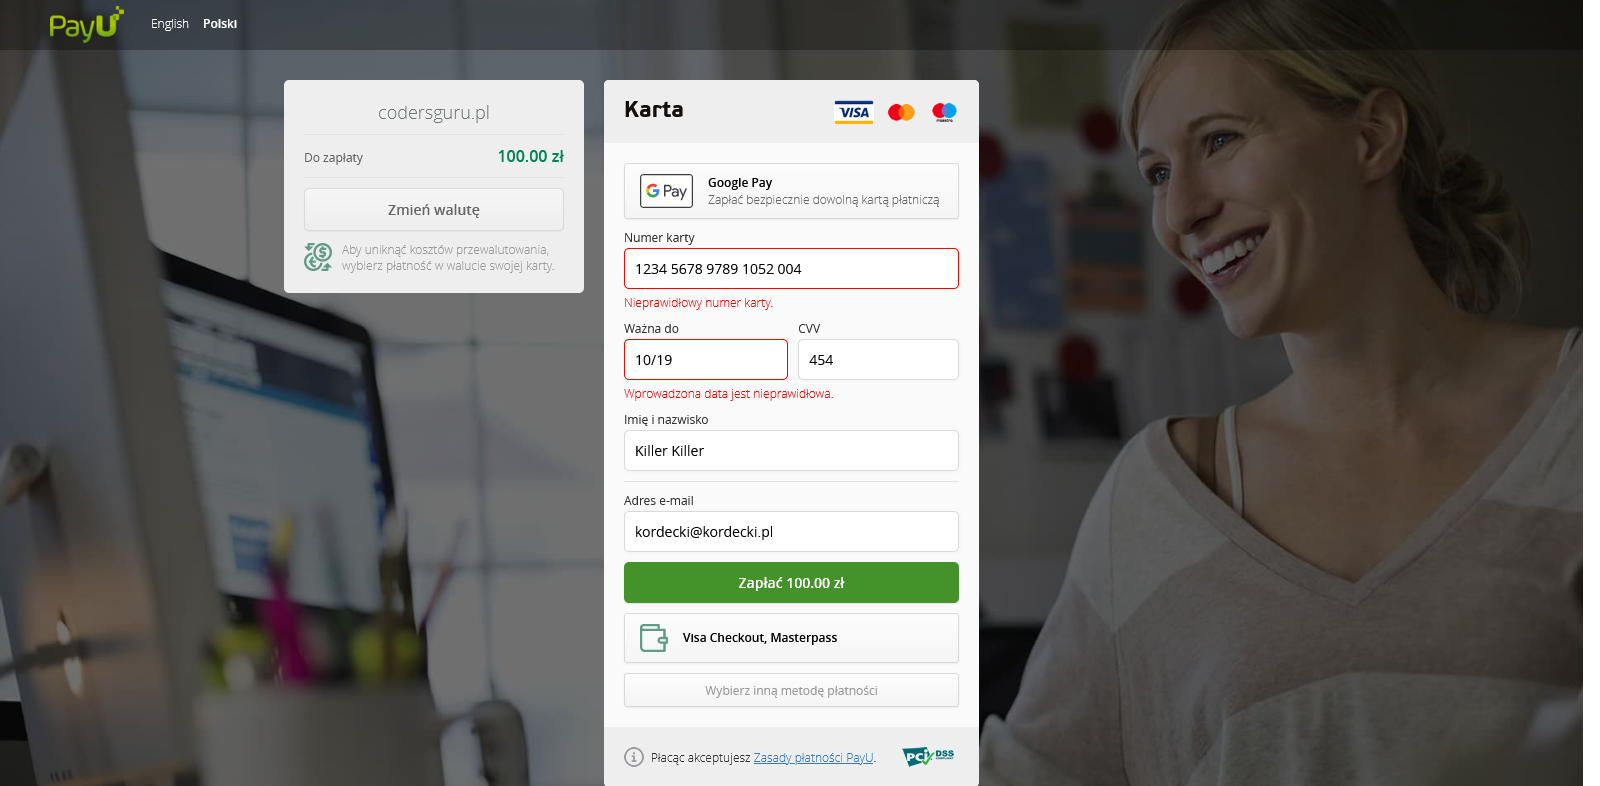 PayU
English Polski
codersguru.pl
Do zapłaty 100.00 zł
Zmień walutę
Aby uniknąć kosztów przewalutowania,
wybierz płatność w walucie swojej karty.
Karta
VISA
maestro
G Pay
Google Pay
Zapłać bezpiecznie dowolną kartą płatniczą
Numer karty
1234 5678 9789 1052 004
Nieprawidłowy numer karty.
Ważna do CVV
10/19 454
Wprowadzona data jest nieprawidłowa.
Imię i nazwisko
Killer Killer
Adres e-mail
kordecki@kordecki.pl
Zapłać 100.00 zł
Visa Checkout, Masterpass
Wybierz inną metodę płatności
Płacąc akceptujesz Zasady płatności PayU.
PCI DSS